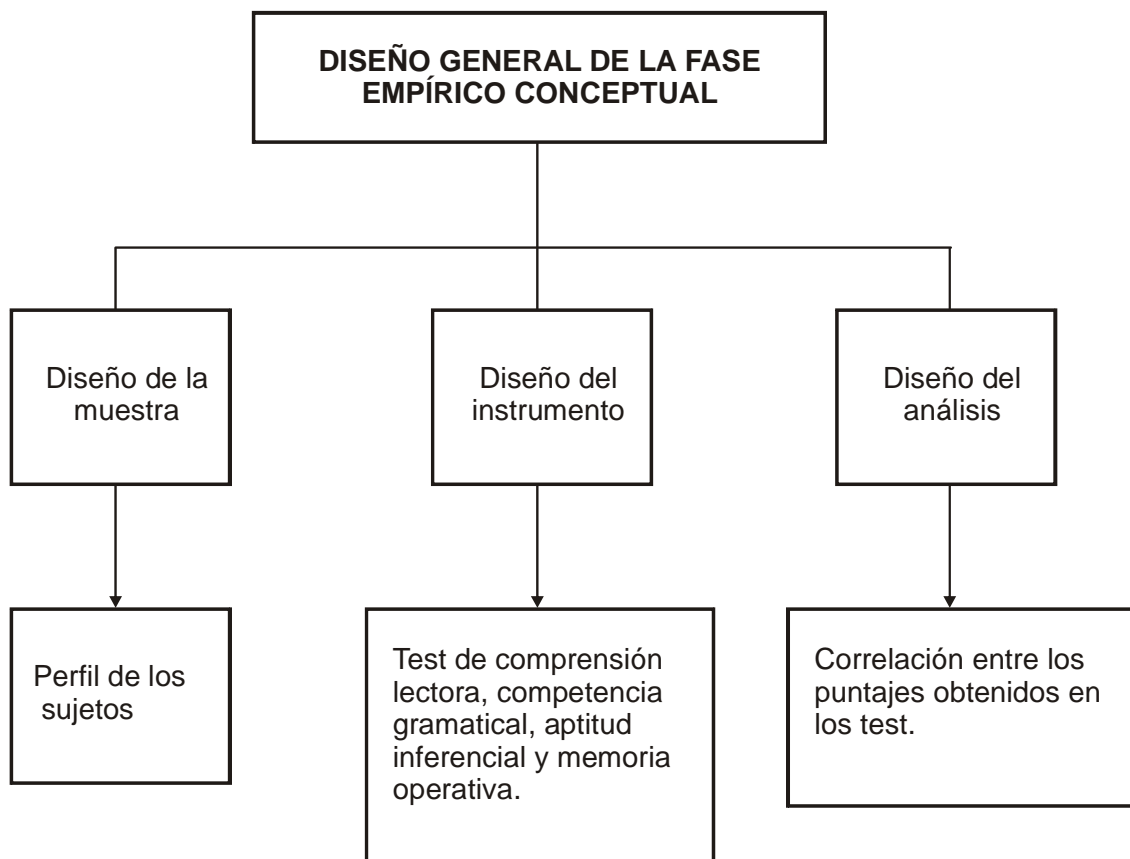 DISEÑO GENERAL DE LA FASE
EMPÍRICO CONCEPTUAL
Diseño de la
muestra
Diseño del
instrumento
Diseño del
análisis
Perfil de los
sujetos
Test de comprensión
lectora, competencia
gramatical, aptitud
inferencial y memoria
operativa.
Correlación entre los
puntajes obtenidos en
los test.